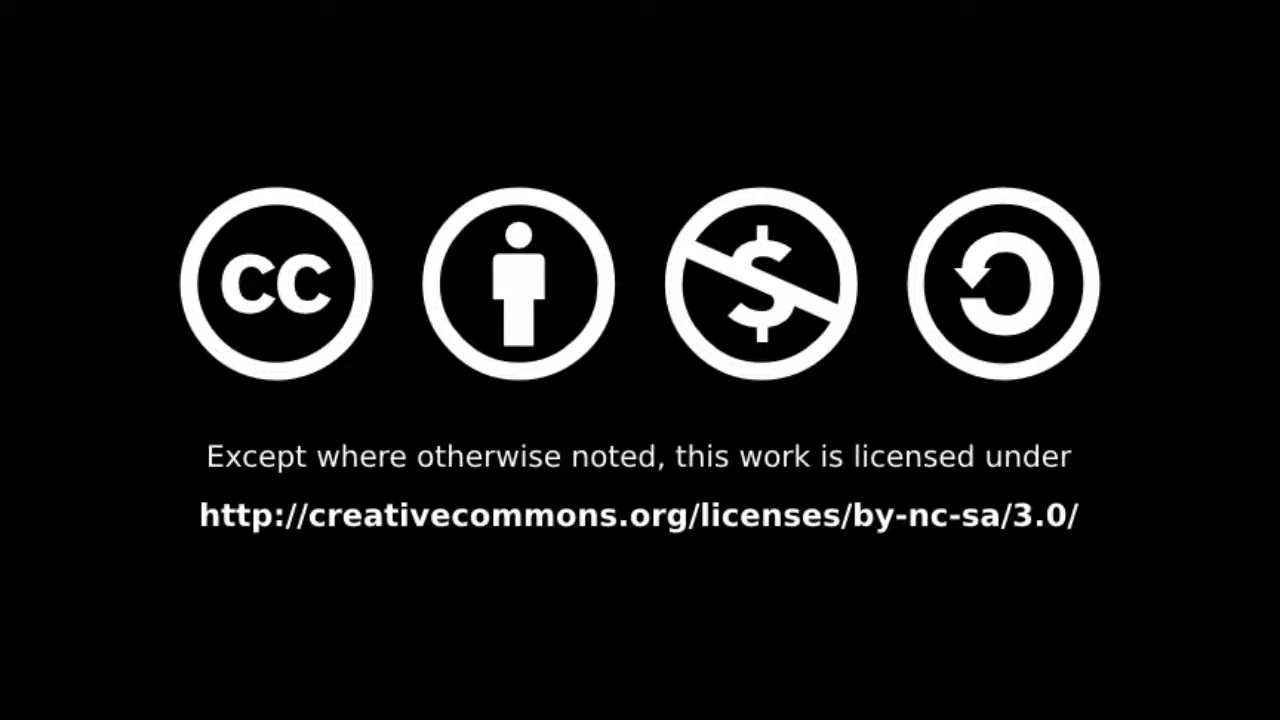 cc
$
Except where otherwise noted, this work is licensed under
http://creativecommons.org/licenses/by-nc-sa/3.0/